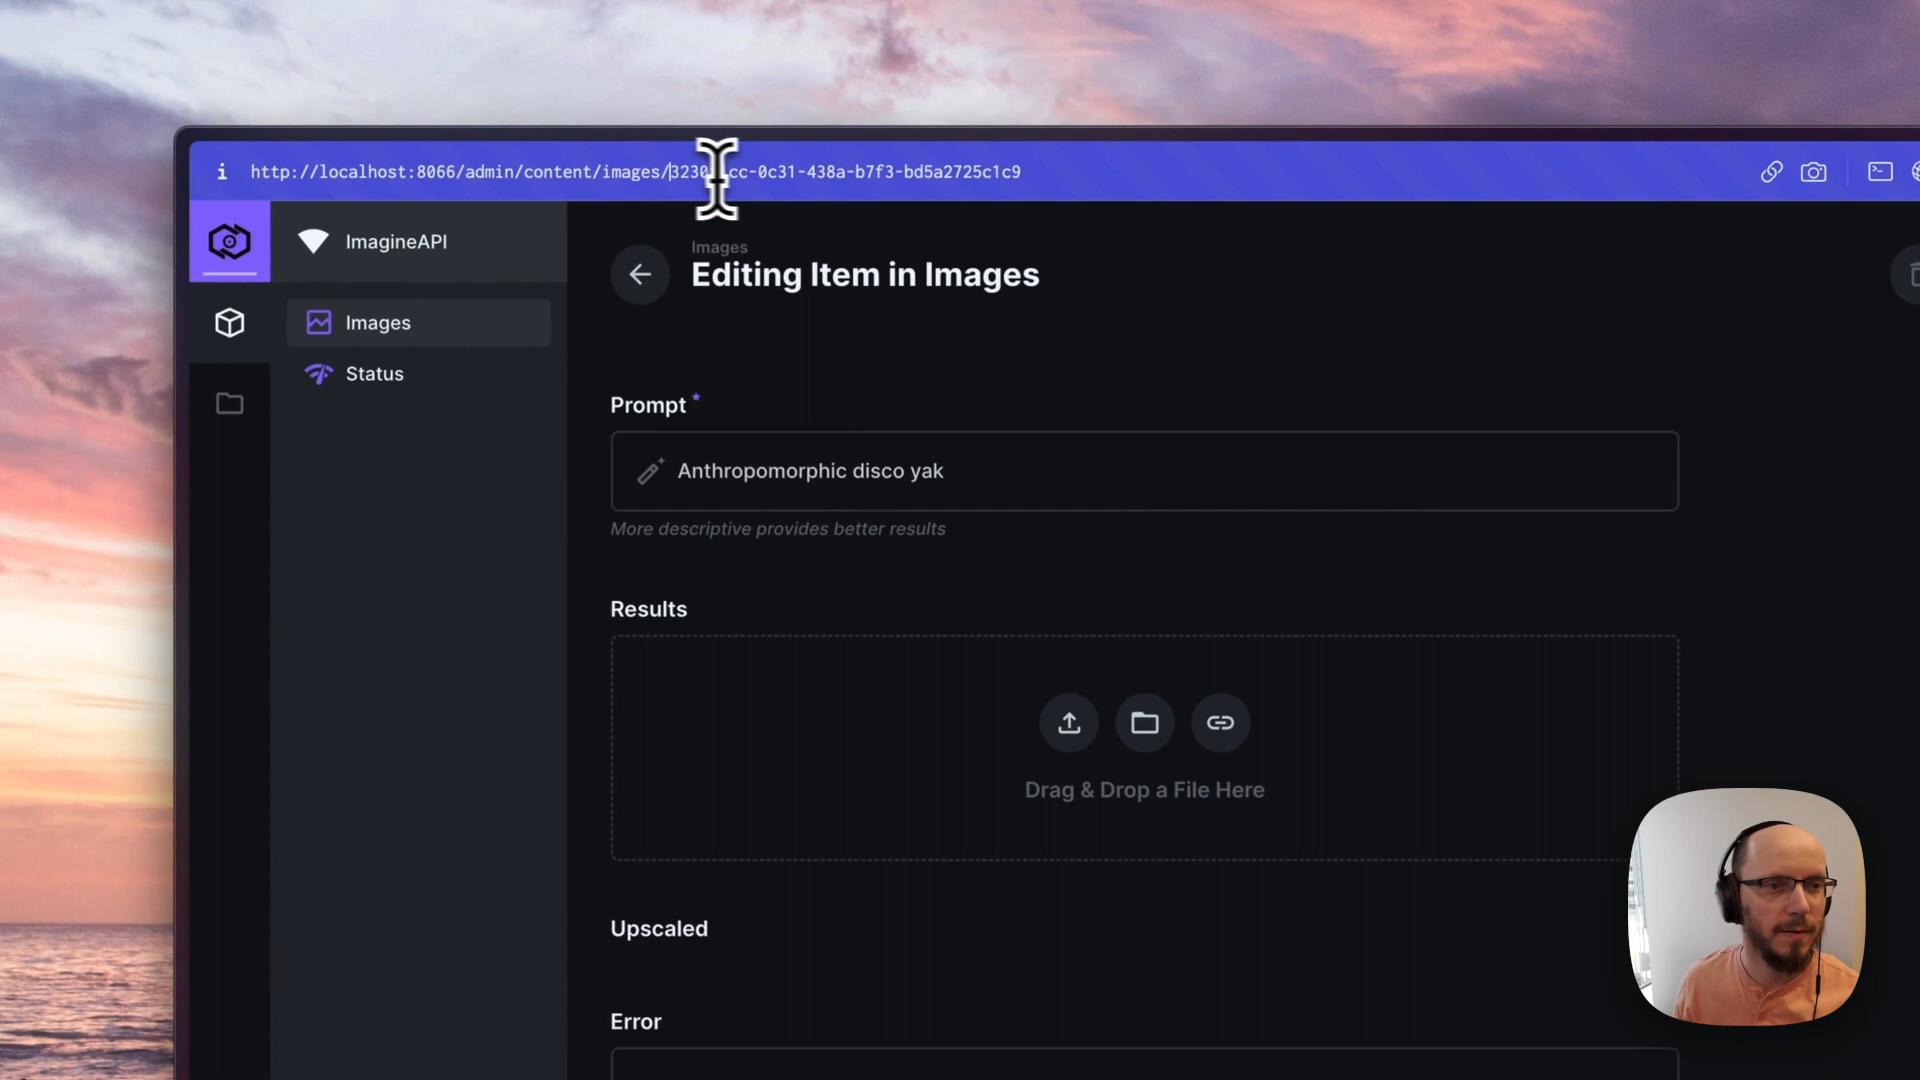 http://localhost:8066/admin/content/images/3230 cc-0c31-438a-b7f3-bd5a2725c1c9
ImagineAPI
Images
Status
Images
Editing Item in Images
Prompt *
Anthropomorphic disco yak
More descriptive provides better results
Results
Drag & Drop a File Here
Upscaled
Error